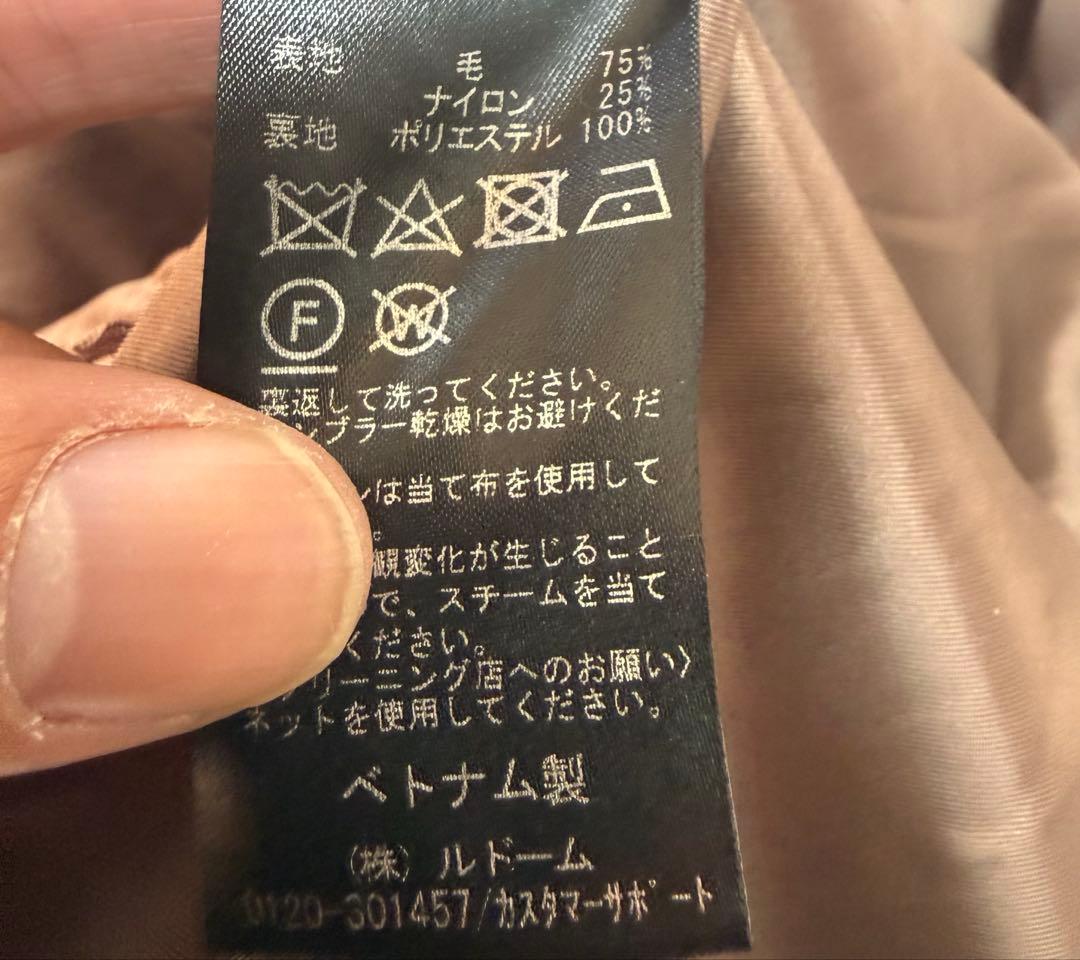 表地 毛 75%
ナイロン 25%
裏地 ポリエステル 100%
F W
裏返して洗ってください。
ンブラー乾燥はお避けくだ
ンは当て布を使用して
。
観変化が生じること
で、スチームを当て
ください。
リーニング店へのお願い〉
ネットを使用してください。
ベトナム製
(株) ルドーム
0120-301457/カスタマーサポート